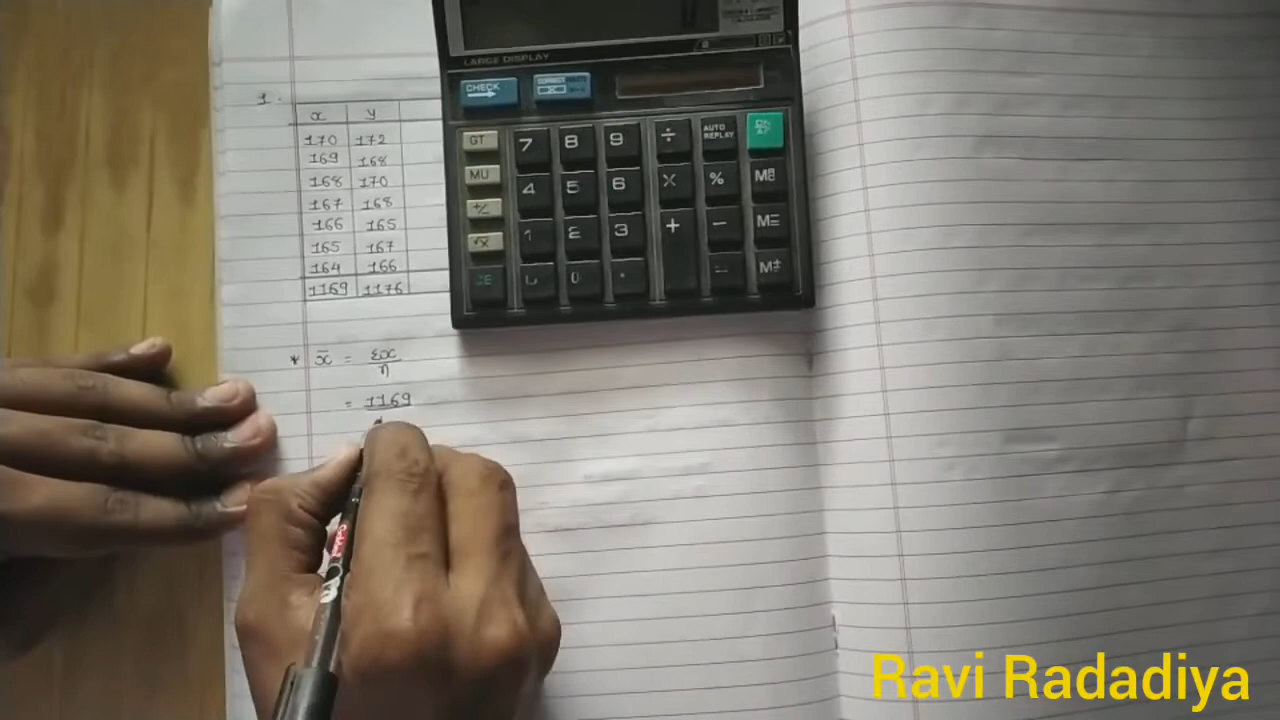 LARGE DISPLAY
CHECK
CORRECT
GT 7 8 9 ÷ AUTO REPLAY
MU 4 5 6 X %
+/- 1 2 3 + -
√x 0 .
CE
1.
x y
170 172
169 168
168 170
167 168
166 165
165 167
164 166
1169 1176
* x̄ = Σx
n
= 1169
Ravi Radadiya